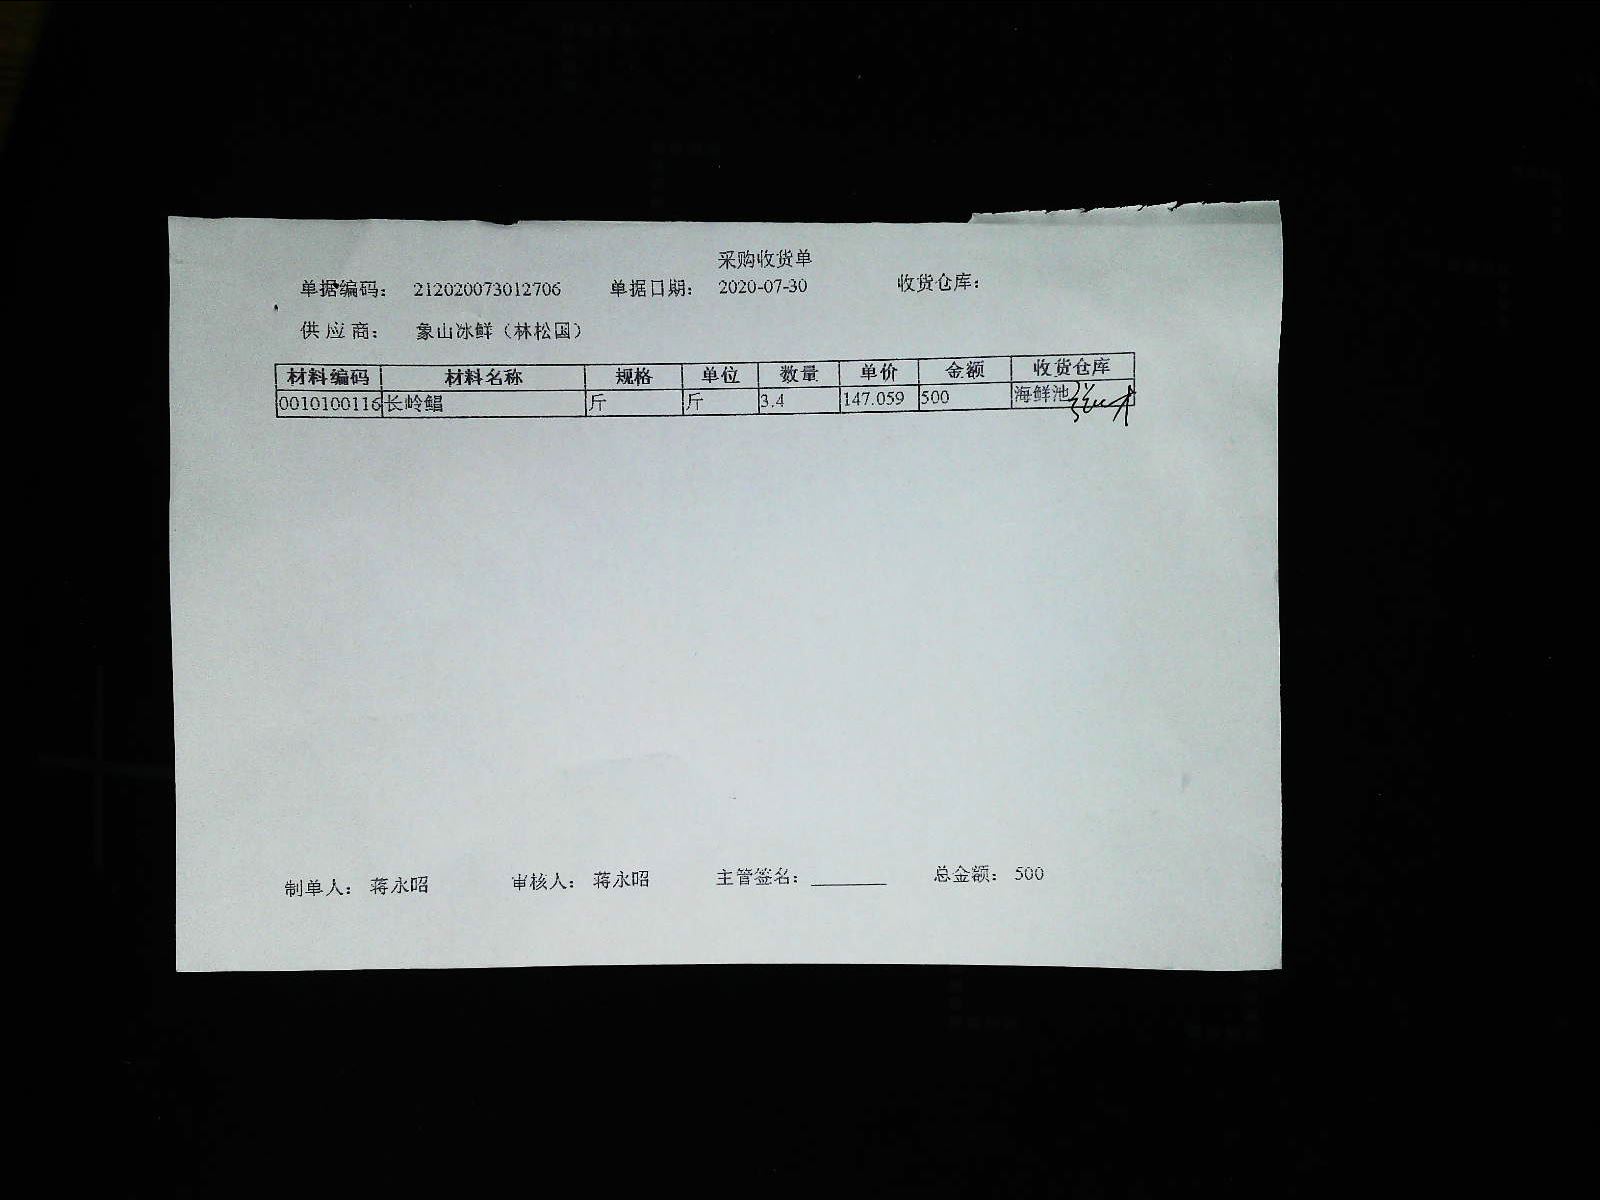 采购收货单
单据编码： 212020073012706 单据日期： 2020-07-30 收货仓库：
供 应 商： 象山冰鲜（林松国）
材料编码 材料名称 规格 单位 数量 单价 金额 收货仓库
0010100116 长岭鲳 斤 斤 3.4 147.059 500 海鲜池
制单人： 蒋永昭 审核人： 蒋永昭 主管签名： 总金额： 500